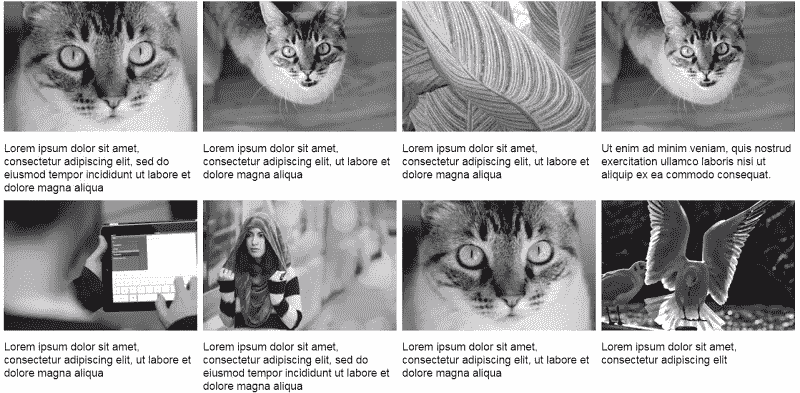 Lorem ipsum dolor sit amet,
consectetur adipiscing elit, sed do
eiusmod tempor incididunt ut labore et
dolore magna aliqua
Lorem ipsum dolor sit amet,
consectetur adipiscing elit, ut labore et
dolore magna aliqua
Lorem ipsum dolor sit amet,
consectetur adipiscing elit, ut labore et
dolore magna aliqua
Ut enim ad minim veniam, quis nostrud
exercitation ullamco laboris nisi ut
aliquip ex ea commodo consequat.
Lorem ipsum dolor sit amet,
consectetur adipiscing elit, ut labore et
dolore magna aliqua
Lorem ipsum dolor sit amet,
consectetur adipiscing elit, sed do
eiusmod tempor incididunt ut labore et
dolore magna aliqua
Lorem ipsum dolor sit amet,
consectetur adipiscing elit, ut labore et
dolore magna aliqua
Lorem ipsum dolor sit amet,
consectetur adipiscing elit